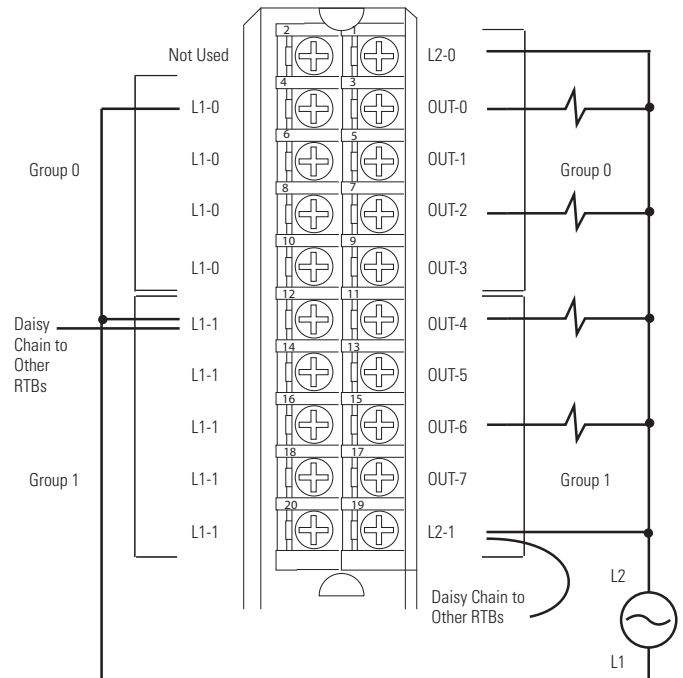 2 1
Not Used L2-0
4 3
L1-0 OUT-0
6 5
L1-0 OUT-1
Group 0 Group 0
8 7
L1-0 OUT-2
10 9
L1-0 OUT-3
12 11
Daisy
Chain to
Other
RTBs
L1-1 OUT-4
14 13
L1-1 OUT-5
16 15
L1-1 OUT-6
18 17
Group 1 L1-1 OUT-7 Group 1
20 19
L1-1 L2-1
Daisy Chain to
Other RTBs
L2
L1